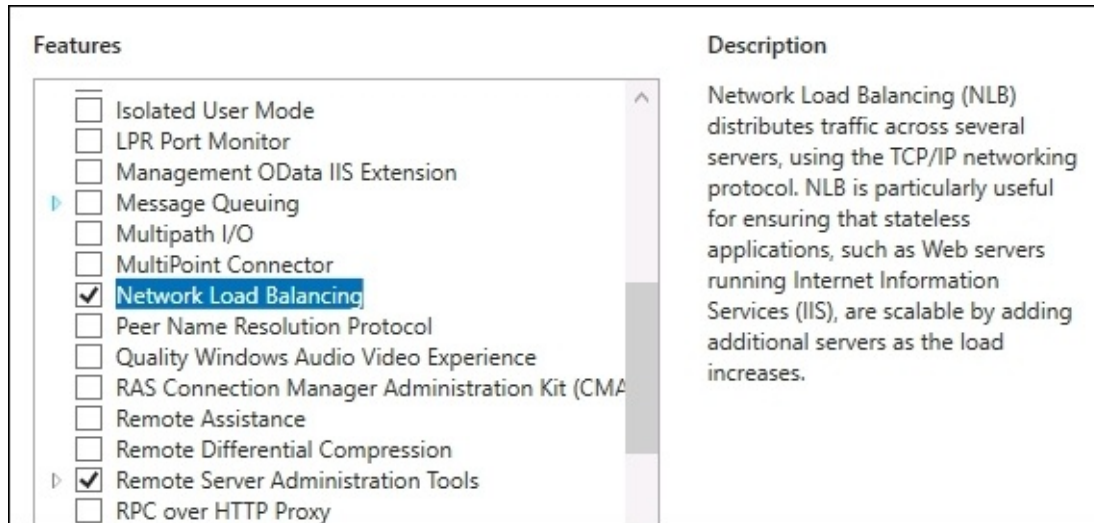 Features
Isolated User Mode
LPR Port Monitor
Management OData IIS Extension
Message Queuing
Multipath I/O
MultiPoint Connector
Network Load Balancing
Peer Name Resolution Protocol
Quality Windows Audio Video Experience
RAS Connection Manager Administration Kit (CMA
Remote Assistance
Remote Differential Compression
Remote Server Administration Tools
RPC over HTTP Proxy
Description
Network Load Balancing (NLB)
distributes traffic across several
servers, using the TCP/IP networking
protocol. NLB is particularly useful
for ensuring that stateless
applications, such as Web servers
running Internet Information
Services (IIS), are scalable by adding
additional servers as the load
increases.